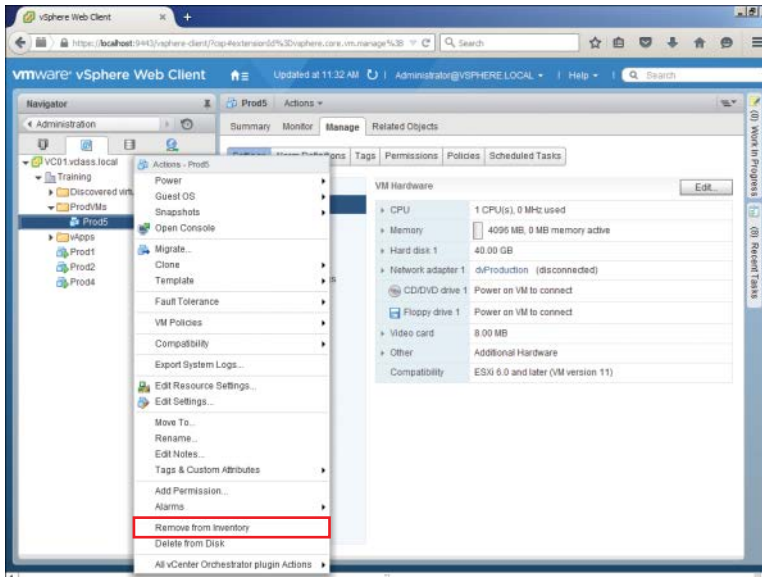 vSphere Web Client
https://localhost:9443/vsphere-client/?csp#extensionId%3Dvsphere.core.vm.manage%3B
Search
vmware® vSphere Web Client
Updated at 11:32 AM
Administrator@VSPHERE.LOCAL
Help
Search
Navigator
Prod5 Actions
Administration
Summary Monitor Manage Related Objects
Tags Permissions Policies Scheduled Tasks
VC01.vclass.local
Training
Discovered virt
ProdVMs
Prod5
vApps
Prod1
Prod2
Prod4
Actions - Prod5
Power
Guest OS
Snapshots
Open Console
Migrate...
Clone
Template
Fault Tolerance
VM Policies
Compatibility
Export System Logs...
Edit Resource Settings...
Edit Settings...
Move To...
Rename...
Edit Notes...
Tags & Custom Attributes
Add Permission...
Alarms
Remove from Inventory
Delete from Disk
All vCenter Orchestrator plugin Actions
VM Hardware
Edit...
CPU 1 CPU(s), 0 MHz used
Memory 4096 MB, 0 MB memory active
Hard disk 1 40.00 GB
Network adapter 1 dvProduction (disconnected)
CD/DVD drive 1 Power on VM to connect
Floppy drive 1 Power on VM to connect
Video card 8.00 MB
Other Additional Hardware
Compatibility ESXi 6.0 and later (VM version 11)
(0) Work In Progress
(8) Recent Tasks